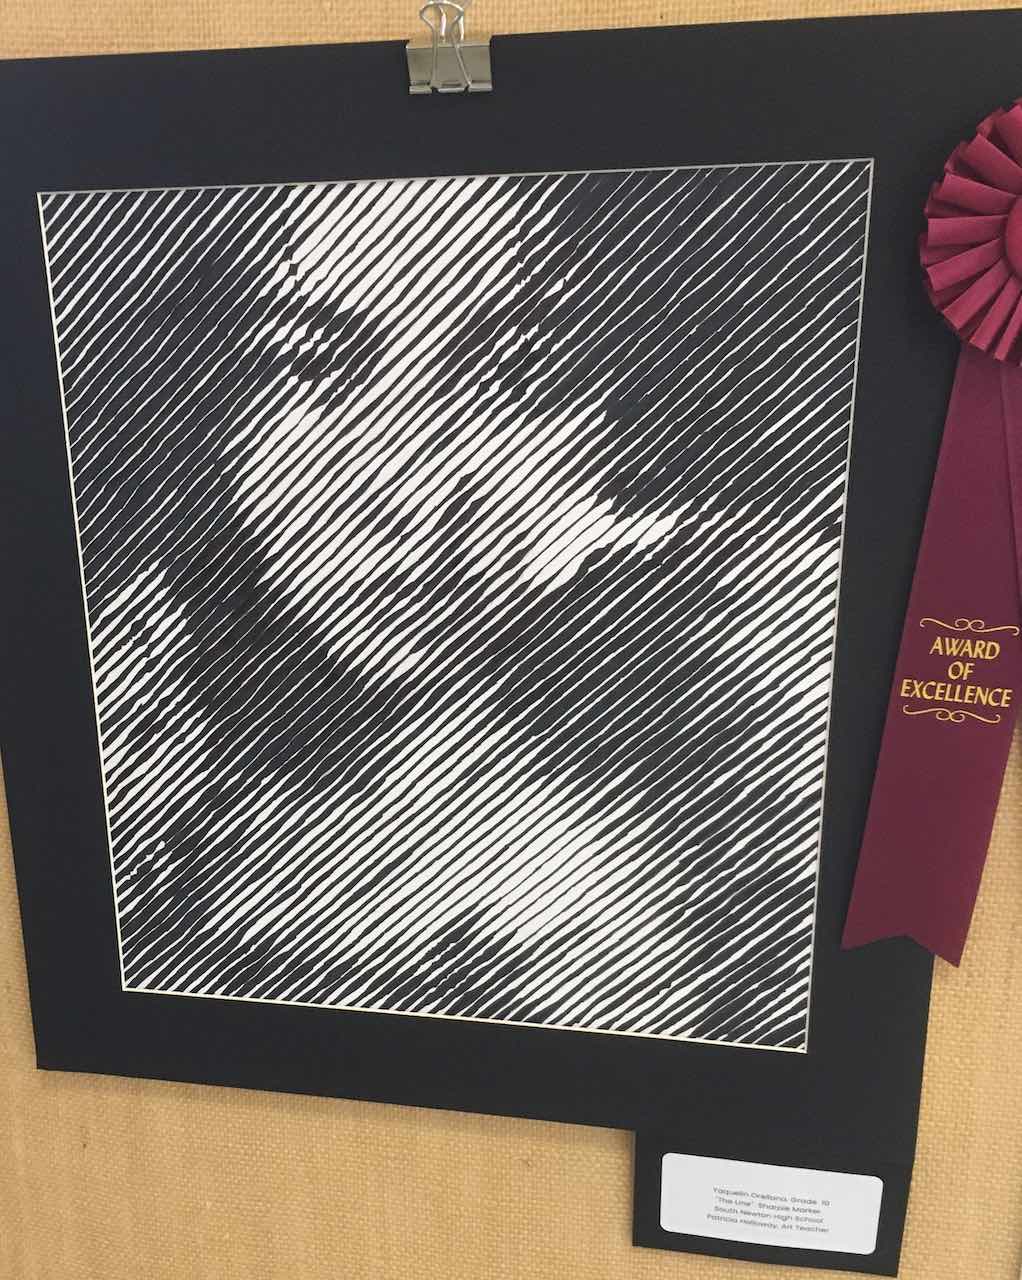 AWARD
OF
EXCELLENCE
Yaquelin Orellana, Grade 10
"The Line" Sharpie Marker
South Newton High School
Patricia Holloway, Art Teacher